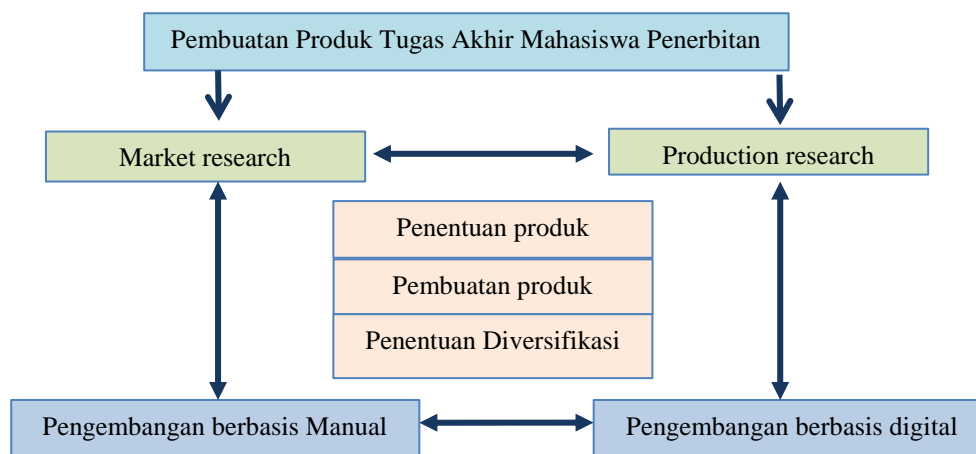 Pembuatan Produk Tugas Akhir Mahasiswa Penerbitan
Market research
Production research
Penentuan produk
Pembuatan produk
Penentuan Diversifikasi
Pengembangan berbasis Manual
Pengembangan berbasis digital